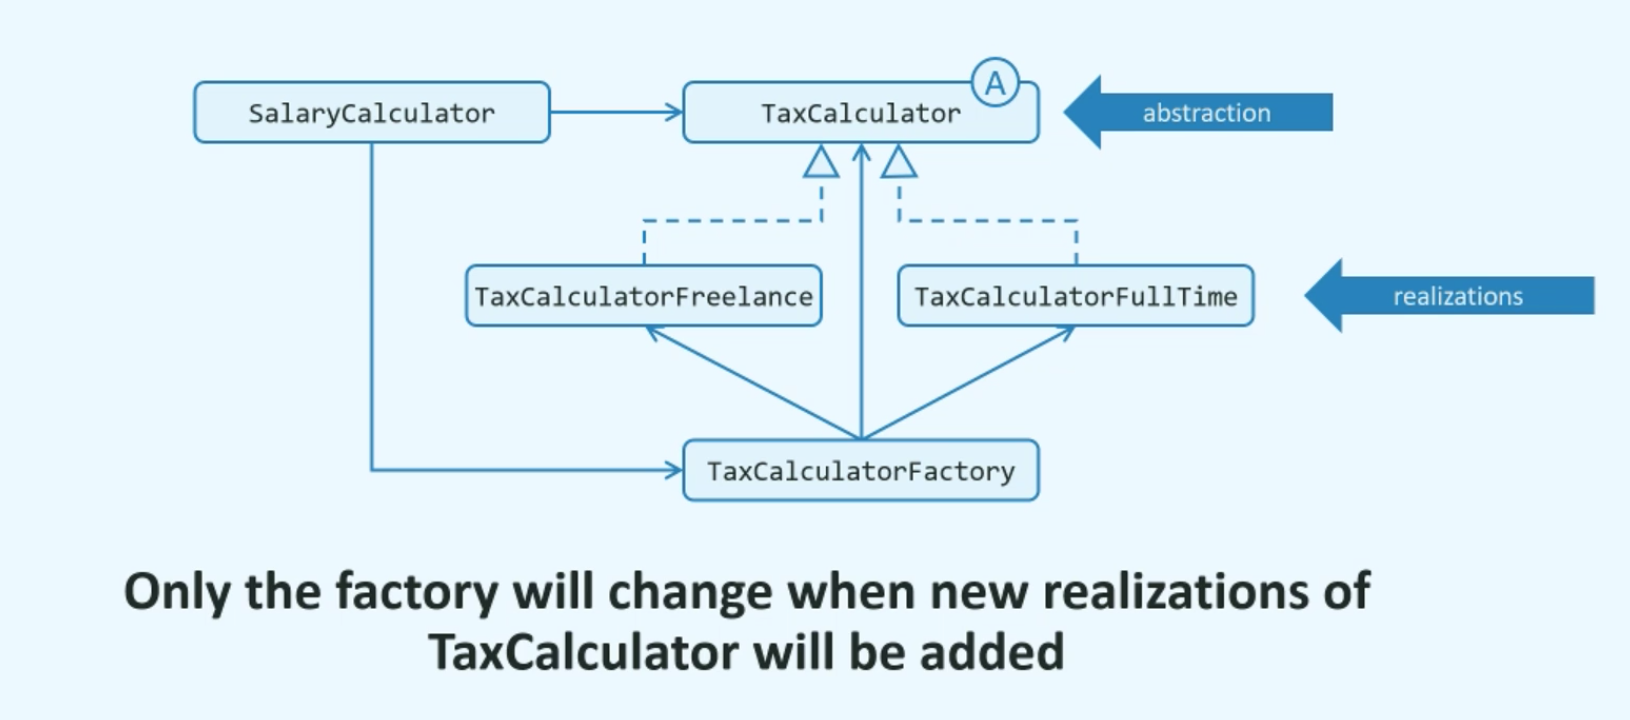 SalaryCalculator
TaxCalculator
A
abstraction
TaxCalculatorFreelance
TaxCalculatorFullTime
realizations
TaxCalculatorFactory
Only the factory will change when new realizations of
TaxCalculator will be added